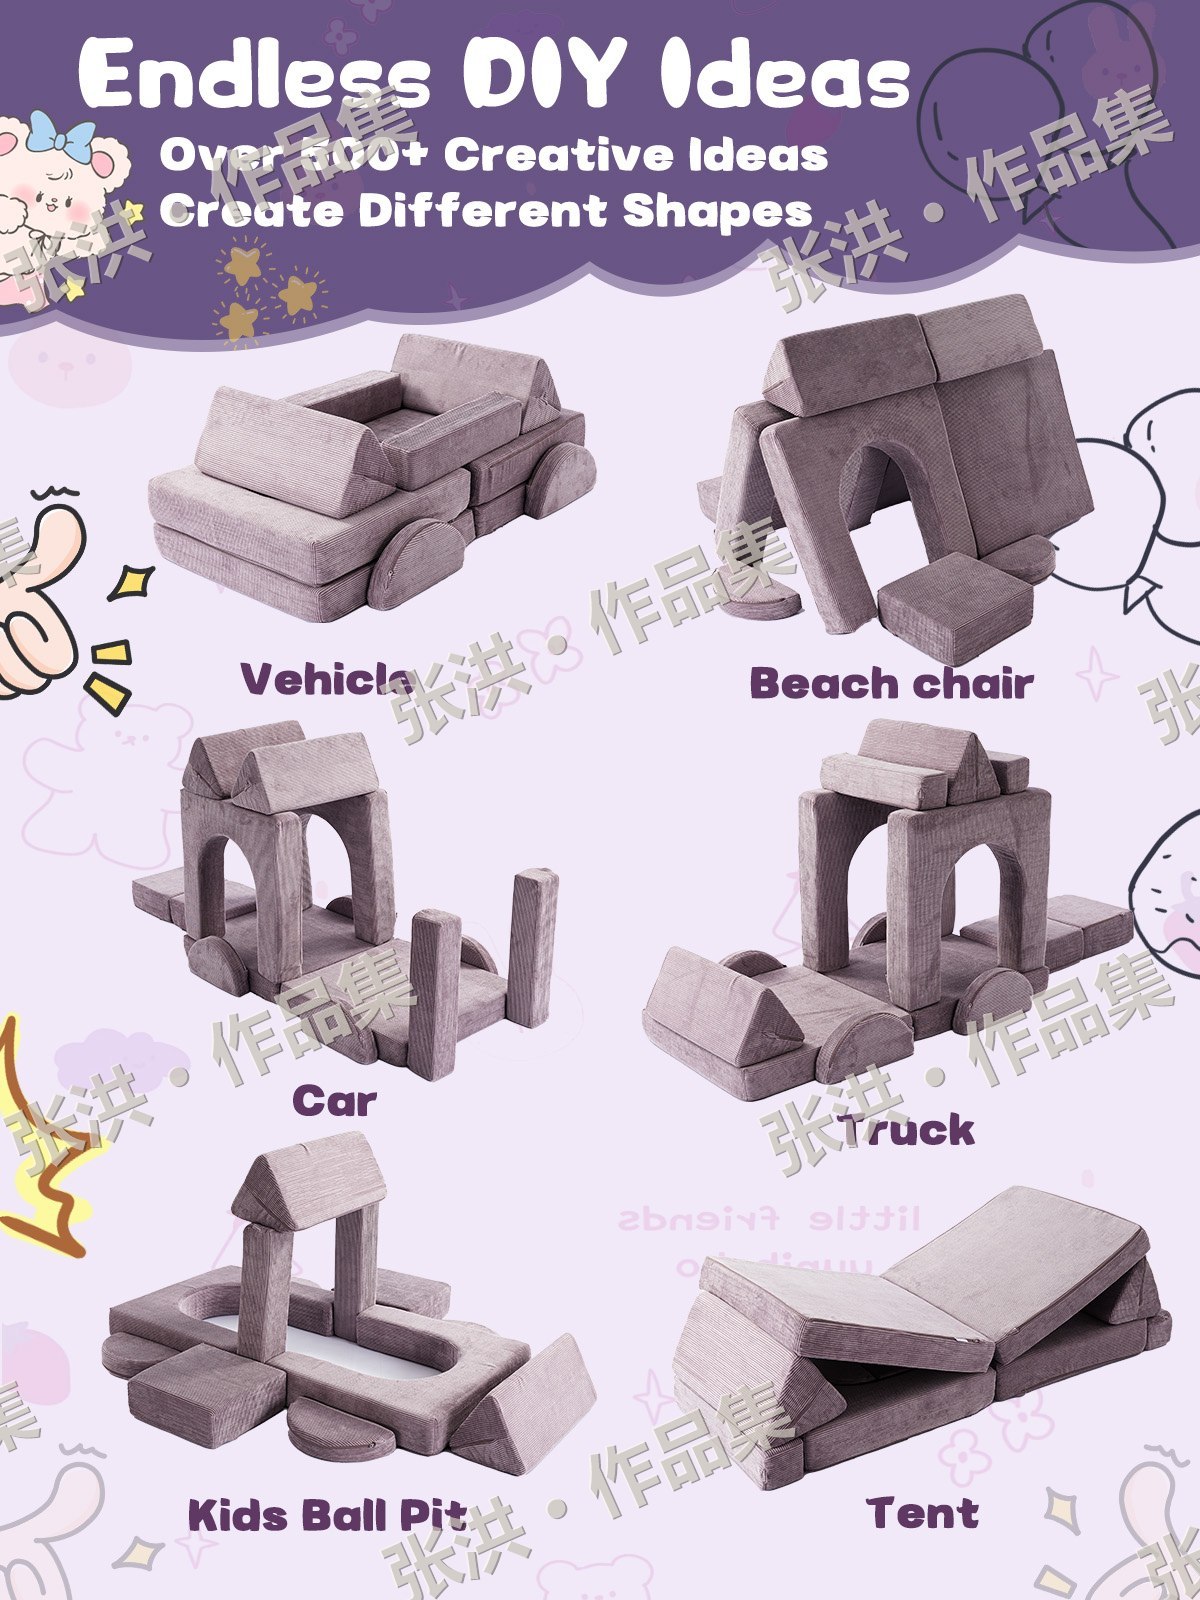 Endless DIY Ideas
Over 500+ Creative Ideas
Create Different Shapes
张洪·作品集
张洪·作品集
Vehicle
Beach chair
张洪·作品集
Car
Truck
张洪·作品集
张洪·作品集
little friends
Kids Ball Pit
Tent
张洪·作品集